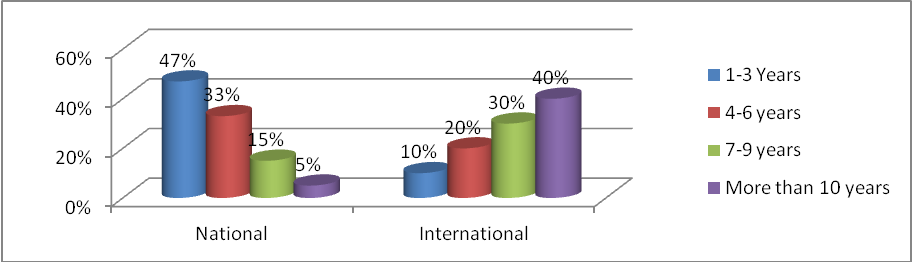 60%
40%
20%
0%
47%
33%
15%
5%
10%
20%
30%
40%
National
International
1-3 Years
4-6 years
7-9 years
More than 10 years